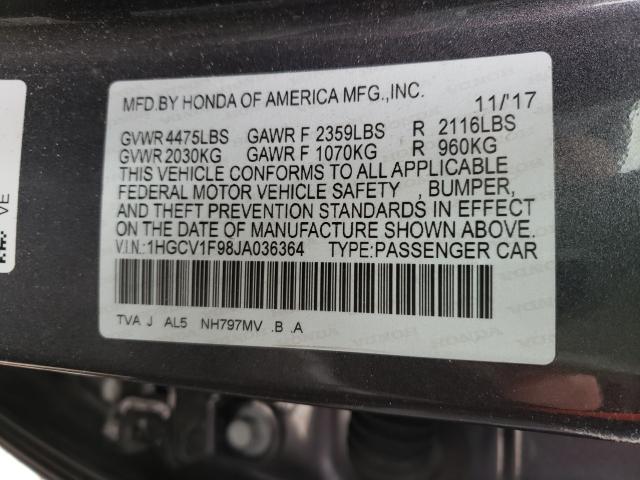 MFD.BY HONDA OF AMERICA MFG.,INC. 11/'17
GVWR 4475LBS GAWR F 2359LBS R 2116LBS
GVWR 2030KG GAWR F 1070KG R 960KG
THIS VEHICLE CONFORMS TO ALL APPLICABLE
FEDERAL MOTOR VEHICLE SAFETY , BUMPER,
AND THEFT PREVENTION STANDARDS IN EFFECT
ON THE DATE OF MANUFACTURE SHOWN ABOVE.
V.I.N.:1HGCV1F98JA036364 TYPE:PASSENGER CAR
TVA J AL5 NH797MV .B .A
VE